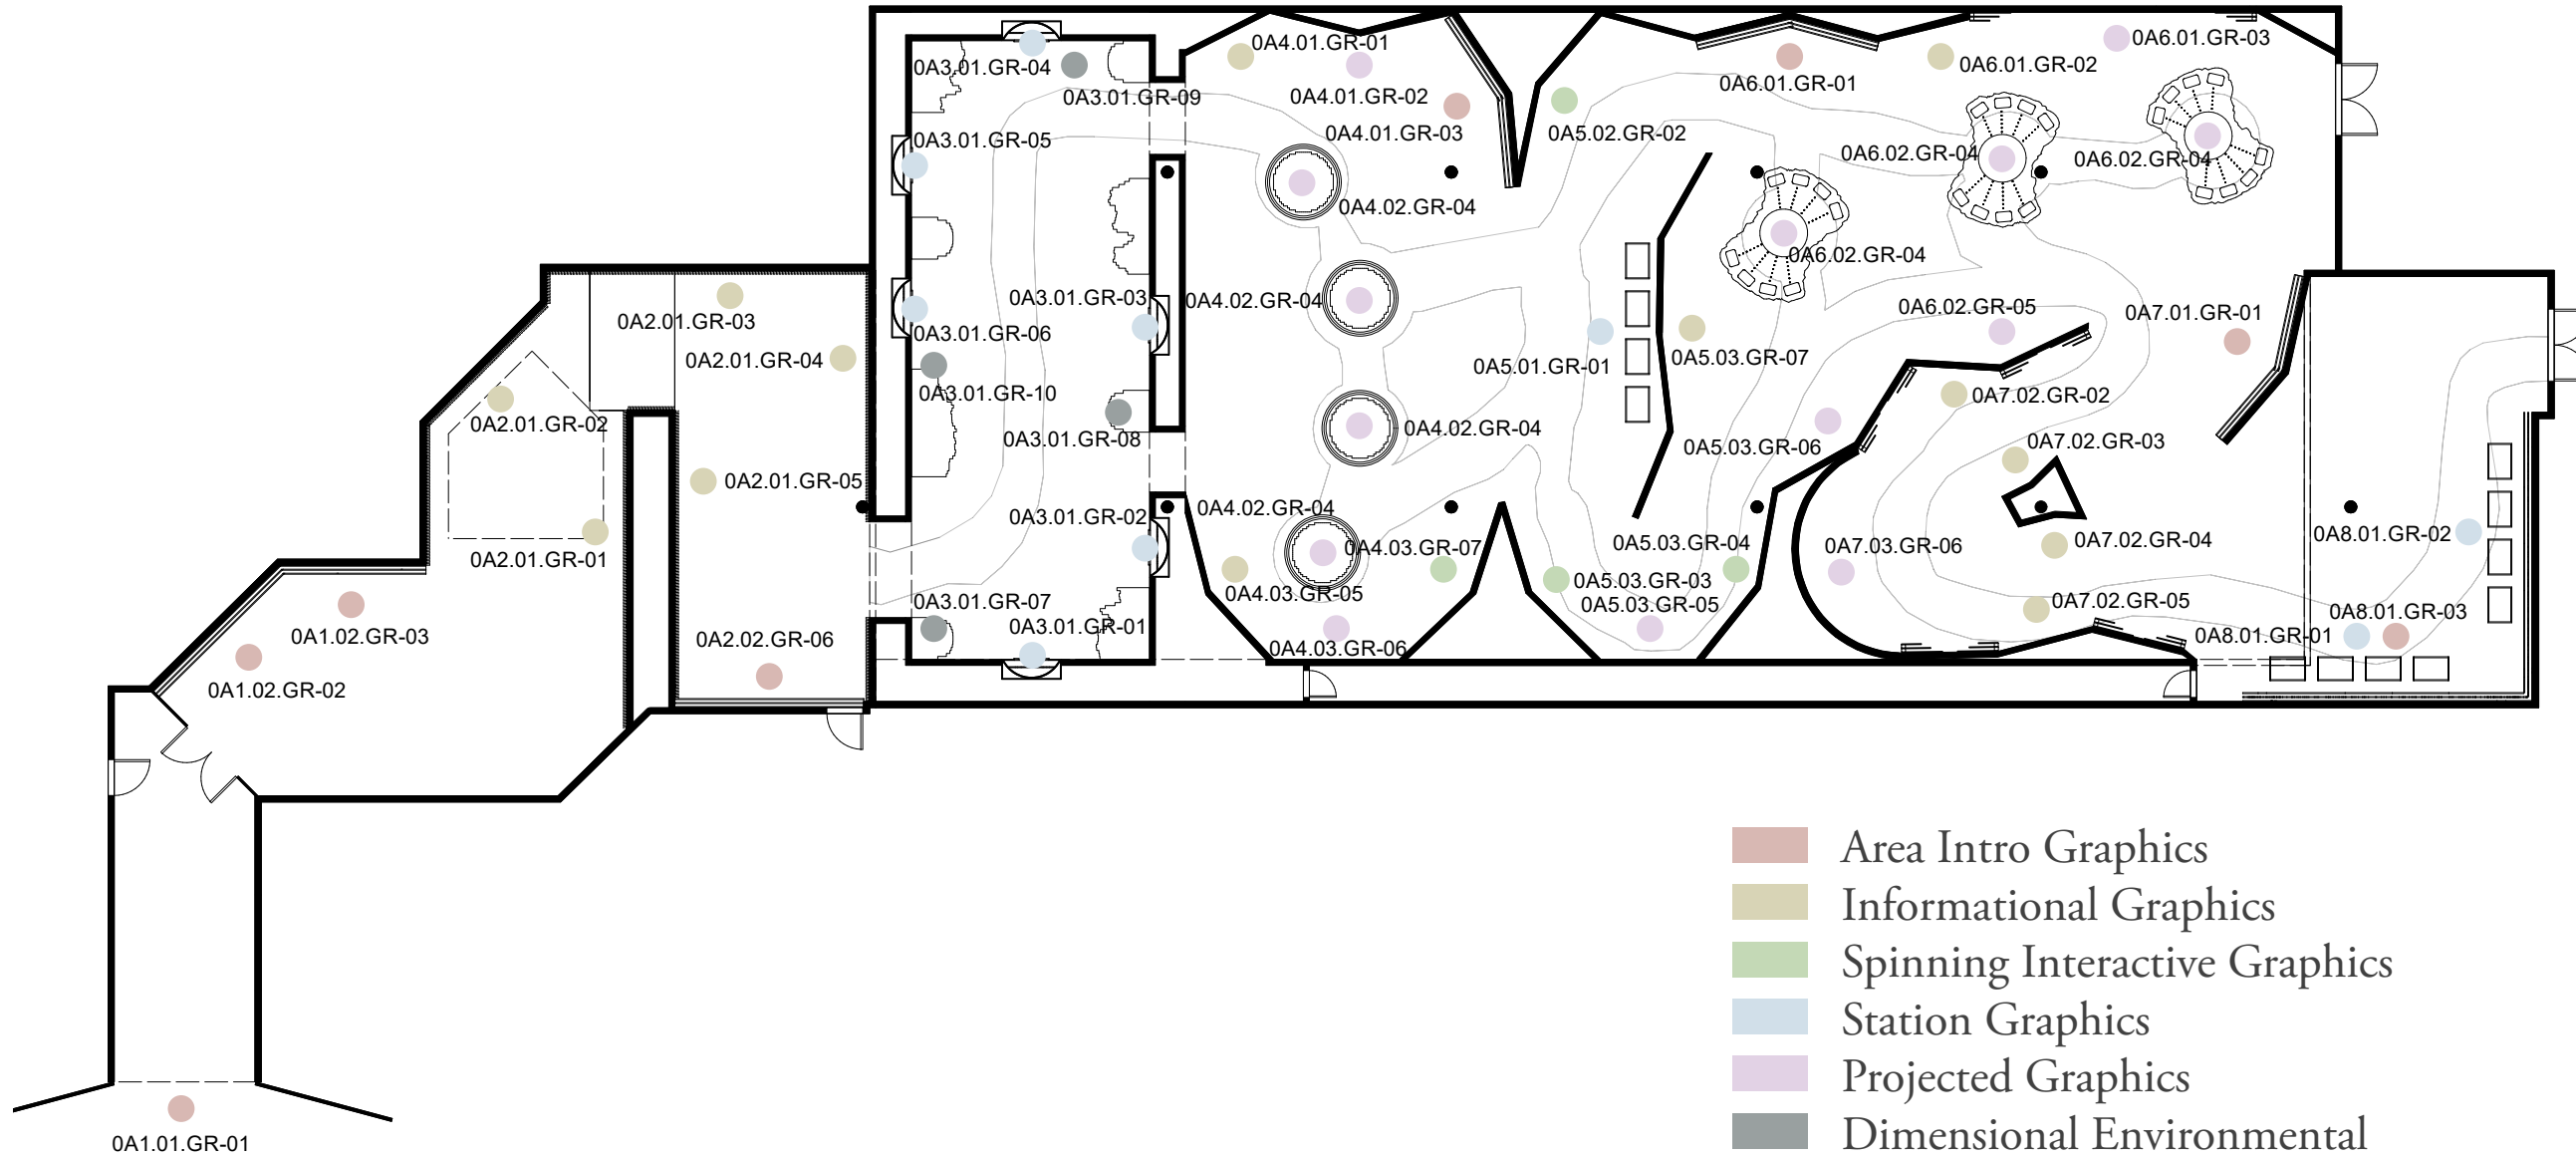 0A3.01.GR-04
0A3.01.GR-09
0A3.01.GR-05
0A3.01.GR-03
0A3.01.GR-06
0A3.01.GR-10
0A3.01.GR-08
0A3.01.GR-02
0A3.01.GR-07
0A3.01.GR-01
0A4.01.GR-01
0A4.01.GR-02
0A4.01.GR-03
0A4.02.GR-04
0A4.02.GR-04
0A4.02.GR-04
0A4.02.GR-04
0A4.03.GR-07
0A4.03.GR-05
0A4.03.GR-06
0A5.02.GR-02
0A5.01.GR-01
0A5.03.GR-07
0A5.03.GR-06
0A5.03.GR-04
0A5.03.GR-03
0A5.03.GR-05
0A6.01.GR-03
0A6.01.GR-02
0A6.01.GR-01
0A6.02.GR-04
0A6.02.GR-04
0A6.02.GR-04
0A6.02.GR-05
0A7.01.GR-01
0A7.02.GR-02
0A7.02.GR-03
0A7.02.GR-04
0A7.03.GR-06
0A7.02.GR-05
0A8.01.GR-02
0A8.01.GR-03
0A8.01.GR-01
0A2.01.GR-03
0A2.01.GR-04
0A2.01.GR-02
0A2.01.GR-05
0A2.01.GR-01
0A2.02.GR-06
0A1.02.GR-03
0A1.02.GR-02
0A1.01.GR-01
Area Intro Graphics
Informational Graphics
Spinning Interactive Graphics
Station Graphics
Projected Graphics
Dimensional Environmental